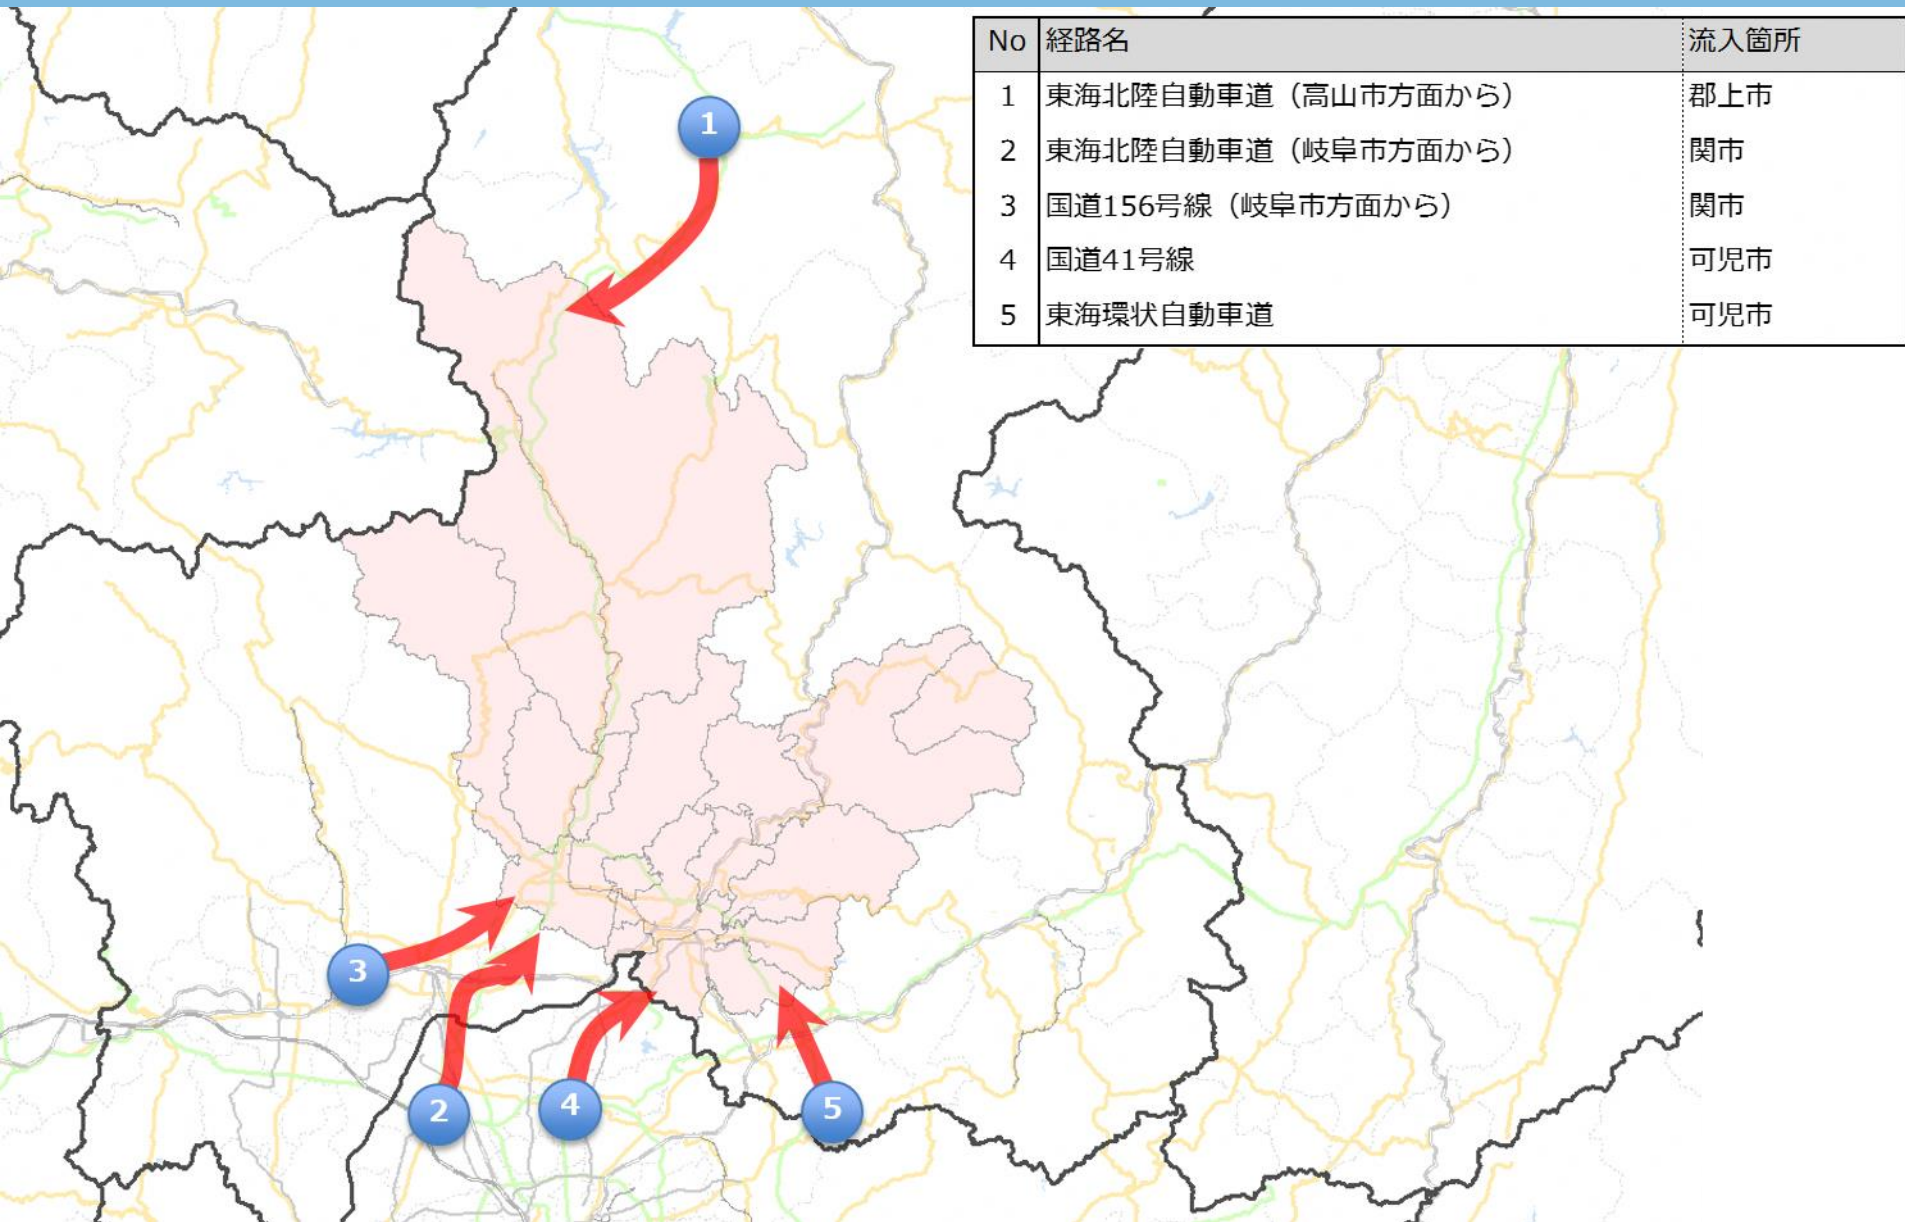 No 経路名 流入箇所
1 東海北陸自動車道（高山市方面から） 郡上市
2 東海北陸自動車道（岐阜市方面から） 関市
3 国道156号線（岐阜市方面から） 関市
4 国道41号線 可児市
5 東海環状自動車道 可児市
1
3
2
4
5